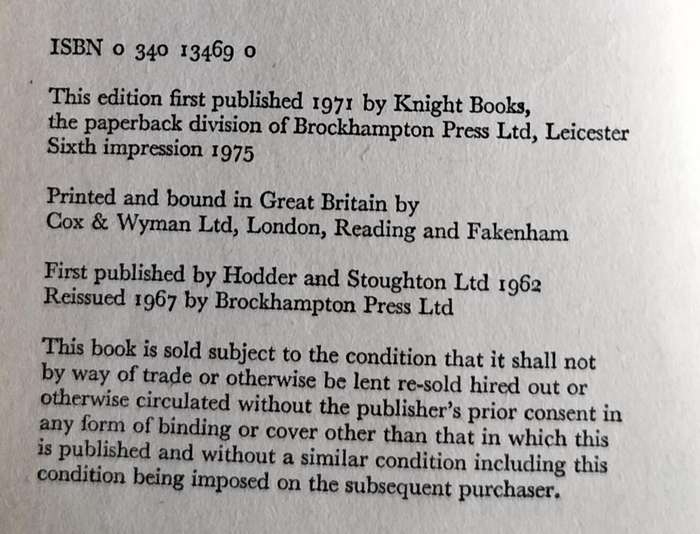 ISBN 0 340 13469 0
This edition first published 1971 by Knight Books,
the paperback division of Brockhampton Press Ltd, Leicester
Sixth impression 1975
Printed and bound in Great Britain by
Cox & Wyman Ltd, London, Reading and Fakenham
First published by Hodder and Stoughton Ltd 1962
Reissued 1967 by Brockhampton Press Ltd
This book is sold subject to the condition that it shall not
by way of trade or otherwise be lent re-sold hired out or
otherwise circulated without the publisher's prior consent in
any form of binding or cover other than that in which this
is published and without a similar condition including this
condition being imposed on the subsequent purchaser.